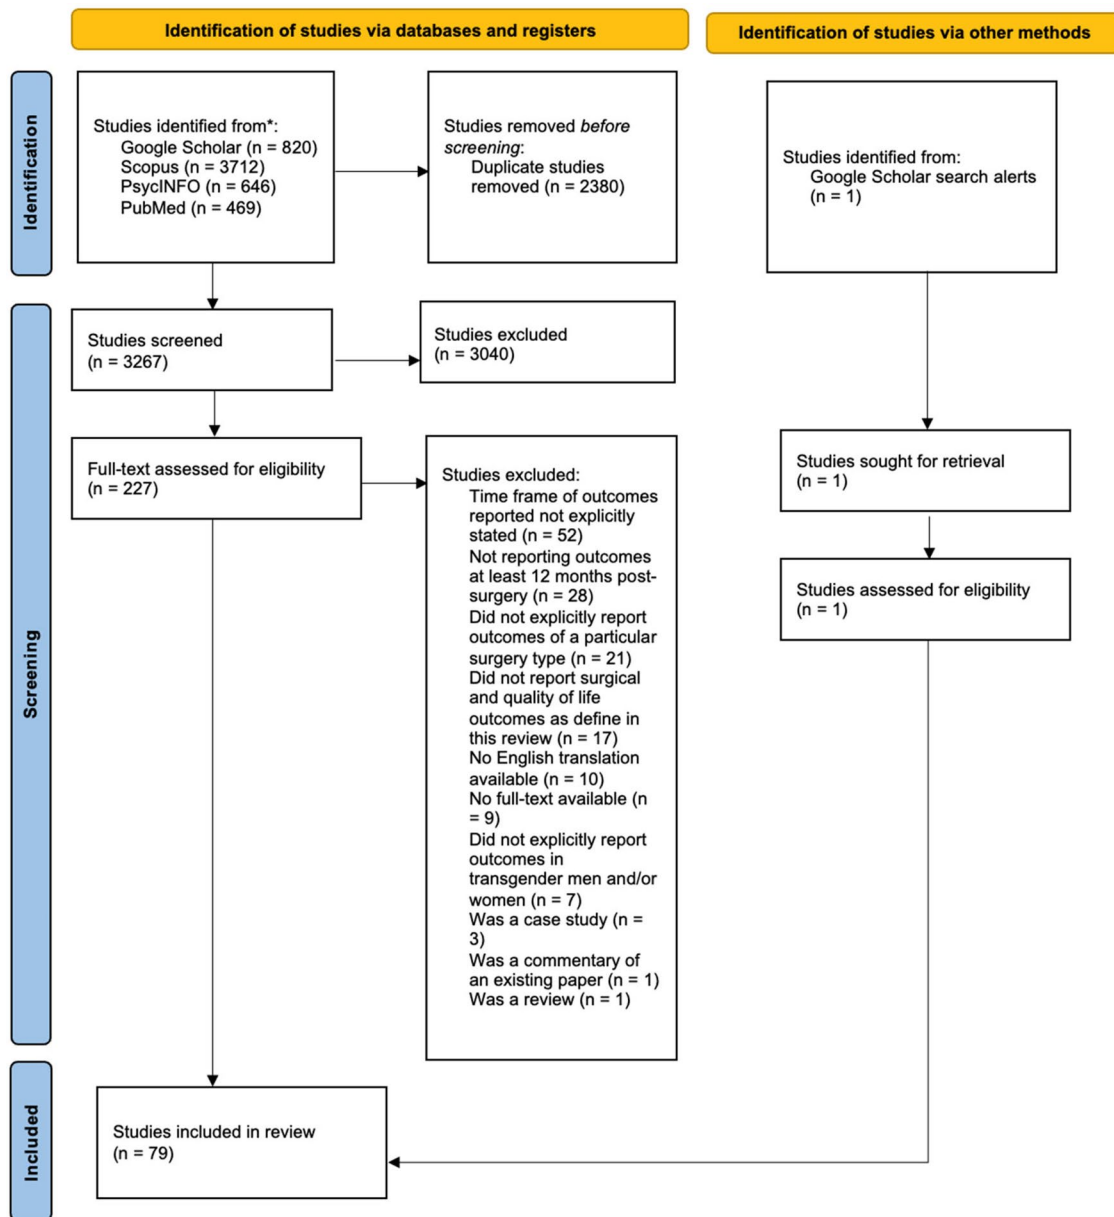 Identification of studies via databases and registers
Identification of studies via other methods
Identification
Studies identified from*:
Google Scholar (n = 820)
Scopus (n = 3712)
PsycINFO (n = 646)
PubMed (n = 469)
Studies removed before
screening:
Duplicate studies
removed (n = 2380)
Studies identified from:
Google Scholar search alerts
(n = 1)
Screening
Studies screened
(n = 3267)
Studies excluded
(n = 3040)
Full-text assessed for eligibility
(n = 227)
Studies excluded:
Time frame of outcomes
reported not explicitly
stated (n = 52)
Not reporting outcomes
at least 12 months post-
surgery (n = 28)
Did not explicitly report
outcomes of a particular
surgery type (n = 21)
Did not report surgical
and quality of life
outcomes as define in
this review (n = 17)
No English translation
available (n = 10)
No full-text available (n
= 9)
Did not explicitly report
outcomes in
transgender men and/or
women (n = 7)
Was a case study (n =
3)
Was a commentary of
an existing paper (n = 1)
Was a review (n = 1)
Studies sought for retrieval
(n = 1)
Studies assessed for eligibility
(n = 1)
Included
Studies included in review
(n = 79)